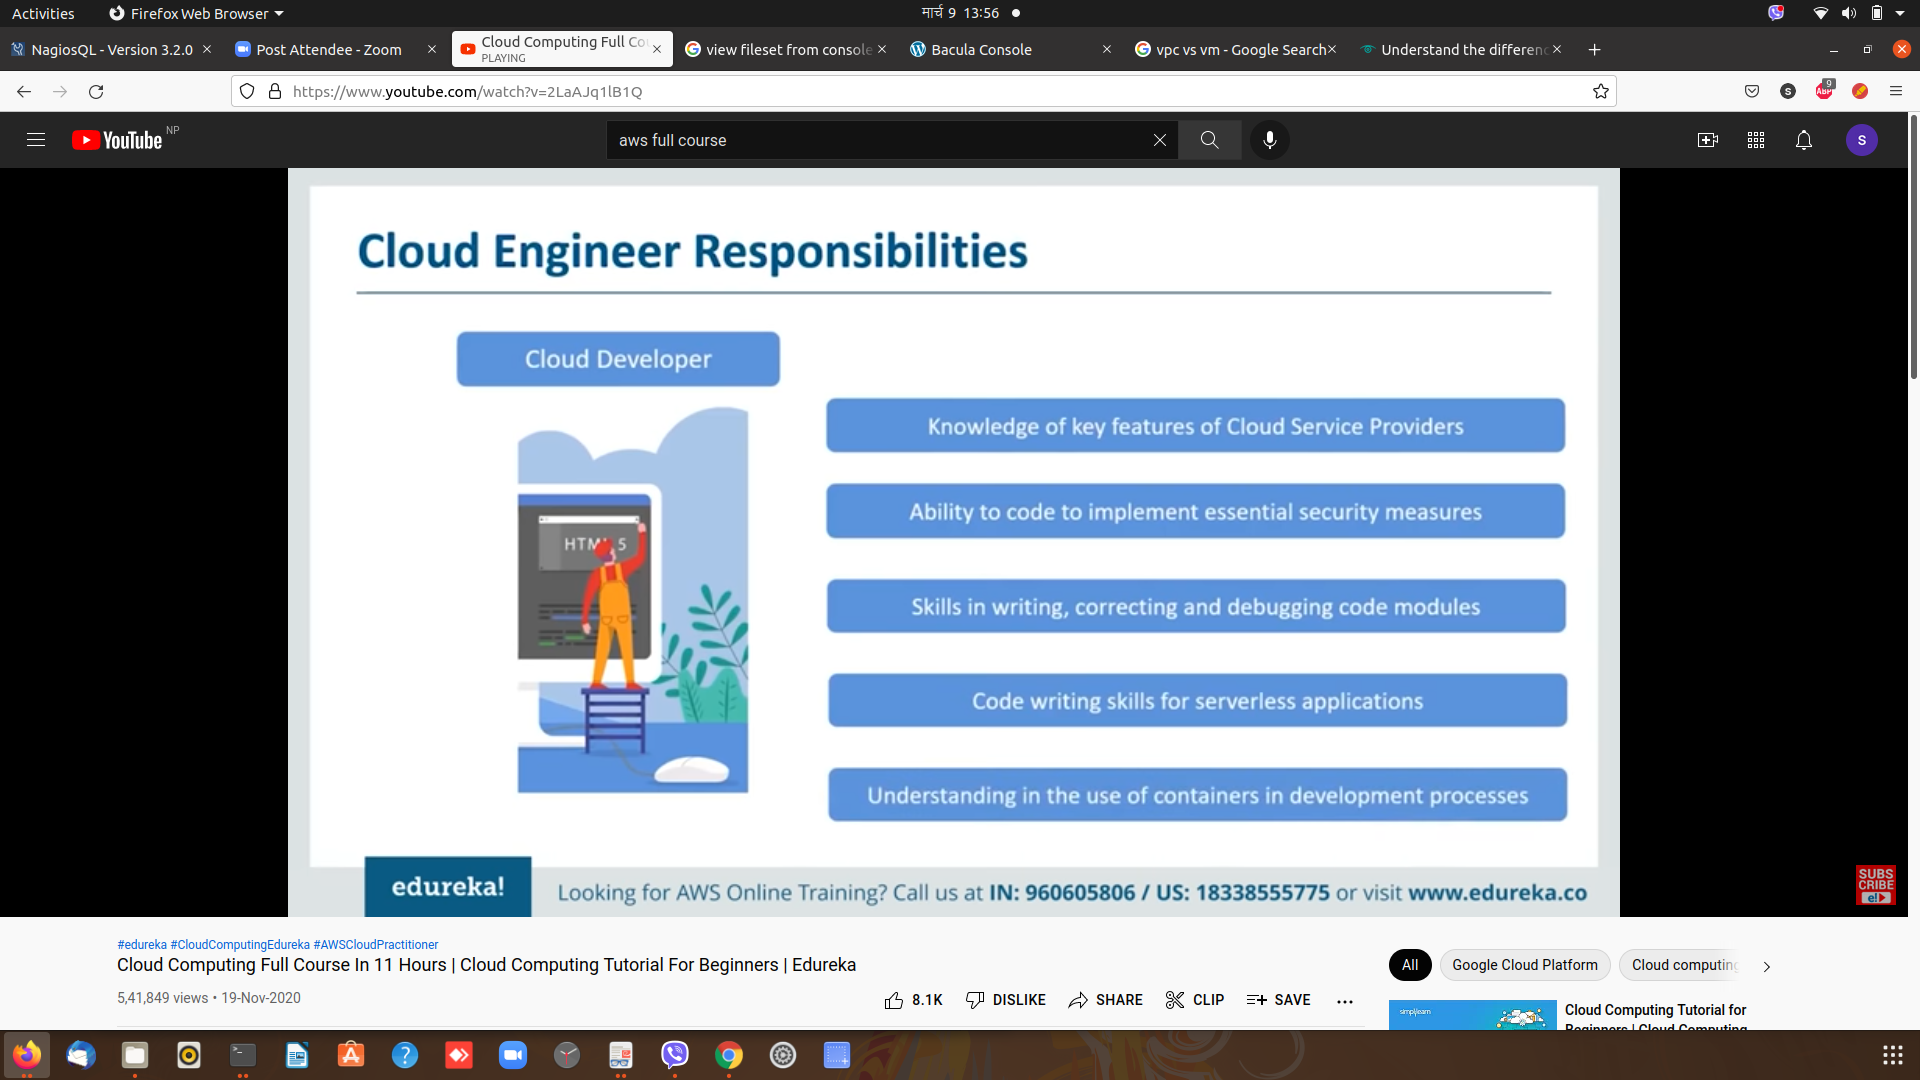 Activities
Firefox Web Browser
मार्च 9 13:56
NagiosQL - Version 3.2.0
Post Attendee - Zoom
Cloud Computing Full Co
PLAYING
view fileset from console
Bacula Console
vpc vs vm - Google Search
Understand the differenc
https://www.youtube.com/watch?v=2LaAJq1lB1Q
S
ABP
9
YouTube NP
aws full course
S
Cloud Engineer Responsibilities
Cloud Developer
Knowledge of key features of Cloud Service Providers
Ability to code to implement essential security measures
HTML 5
Skills in writing, correcting and debugging code modules
Code writing skills for serverless applications
Understanding in the use of containers in development processes
edureka!
Looking for AWS Online Training? Call us at IN: 960605806 / US: 18338555775 or visit www.edureka.co
SUBS
CRIBE
e!
#edureka #CloudComputingEdureka #AWSCloudPractitioner
Cloud Computing Full Course In 11 Hours | Cloud Computing Tutorial For Beginners | Edureka
5,41,849 views • 19-Nov-2020
8.1K
DISLIKE
SHARE
CLIP
SAVE
All
Google Cloud Platform
Cloud computing
simplilearn
Cloud Computing Tutorial for
Beginners | Cloud Computing